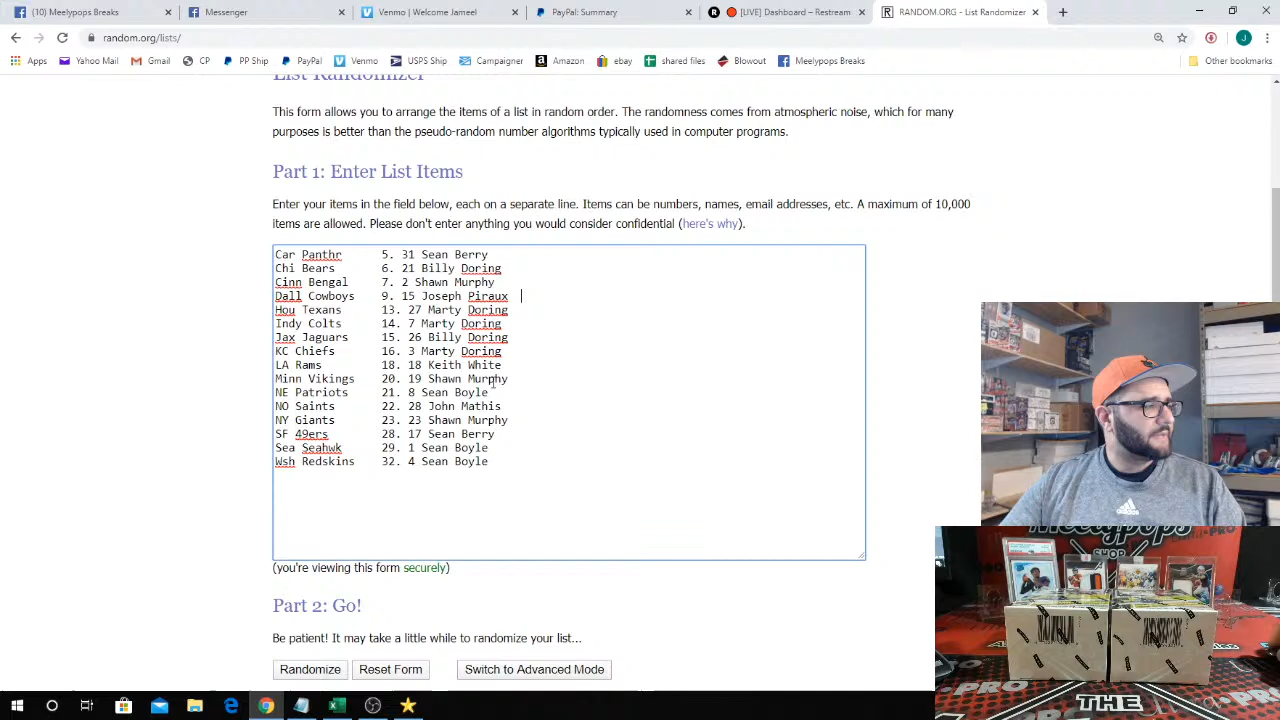 (10) Meelypops Breaks
Messenger
Venmo | Welcome Jameel
PayPal: Summary
[LIVE] Dashboard – Restream
RANDOM.ORG - List Randomizer
random.org/lists/
J
Apps
Yahoo Mail
Gmail
CP
PP Ship
PayPal
Venmo
USPS Ship
Campaigner
Amazon
ebay
shared files
Blowout
Meelypops Breaks
Other bookmarks
List Randomizer
This form allows you to arrange the items of a list in random order. The randomness comes from atmospheric noise, which for many
purposes is better than the pseudo-random number algorithms typically used in computer programs.
Part 1: Enter List Items
Enter your items in the field below, each on a separate line. Items can be numbers, names, email addresses, etc. A maximum of 10,000
items are allowed. Please don't enter anything you would consider confidential (here's why).
Car Panthr 5. 31 Sean Berry
Chi Bears 6. 21 Billy Doring
Cinn Bengal 7. 2 Shawn Murphy
Dall Cowboys 9. 15 Joseph Piraux
Hou Texans 13. 27 Marty Doring
Indy Colts 14. 7 Marty Doring
Jax Jaguars 15. 26 Billy Doring
KC Chiefs 16. 3 Marty Doring
LA Rams 18. 18 Keith White
Minn Vikings 20. 19 Shawn Murphy
NE Patriots 21. 8 Sean Boyle
NO Saints 22. 28 John Mathis
NY Giants 23. 23 Shawn Murphy
SF 49ers 28. 17 Sean Berry
Sea Seahwk 29. 1 Sean Boyle
Wsh Redskins 32. 4 Sean Boyle
(you're viewing this form securely)
Part 2: Go!
Be patient! It may take a little while to randomize your list...
Randomize
Reset Form
Switch to Advanced Mode
adidas
Meelypops
SHOP
THE